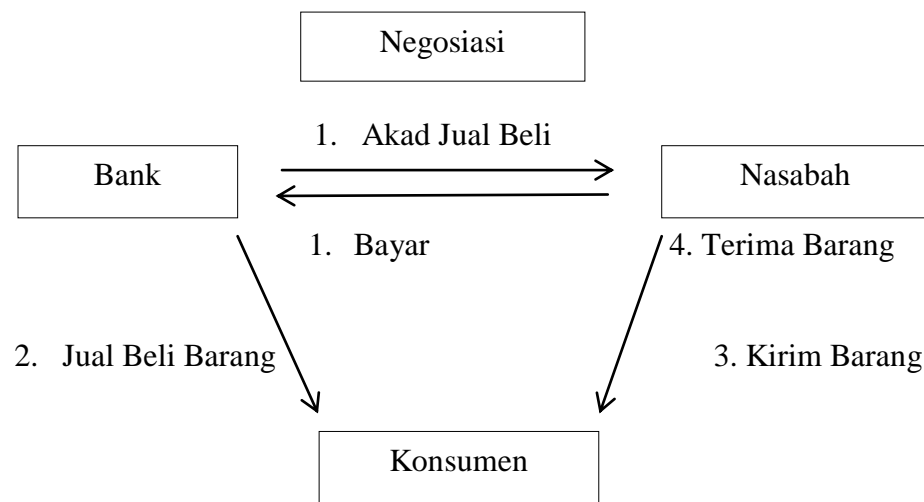 Negosiasi
1. Akad Jual Beli
Bank
Nasabah
1. Bayar
4. Terima Barang
2. Jual Beli Barang
3. Kirim Barang
Konsumen